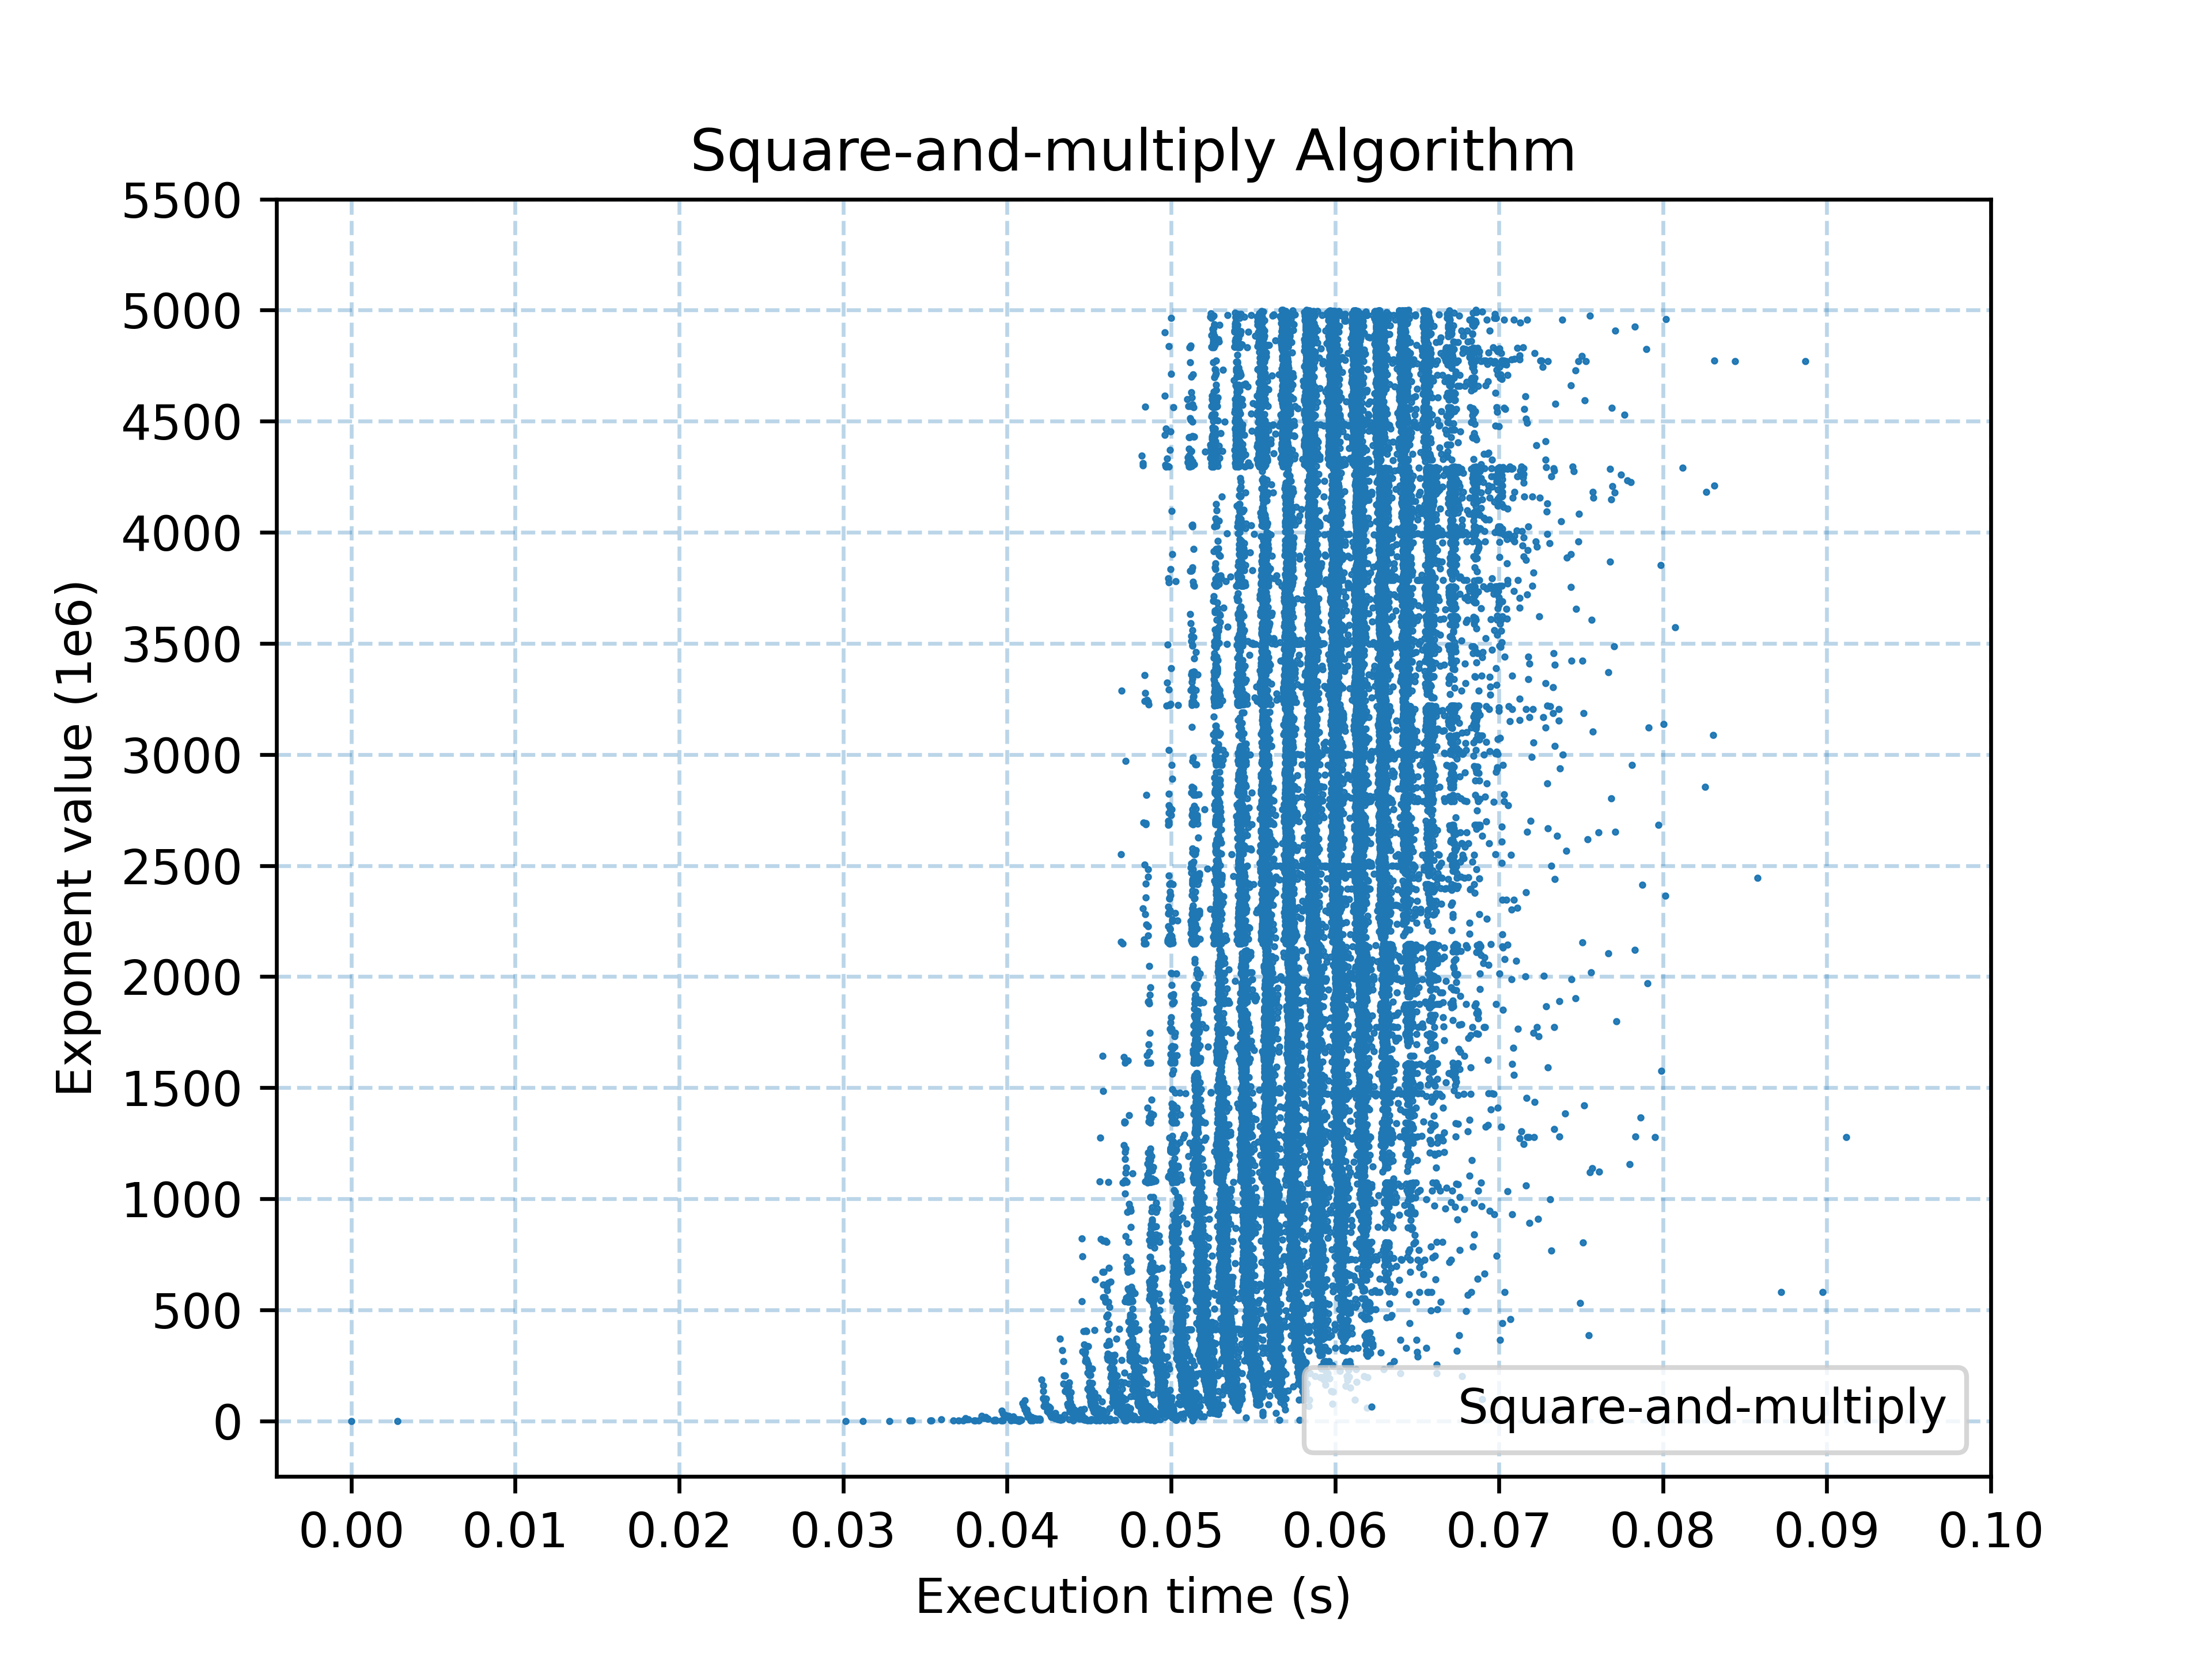 Square-and-multiply Algorithm
5500
5000
4500
4000
3500
3000
2500
2000
1500
1000
500
0
Exponent value (1e6)
Square-and-multiply
0.00 0.01 0.02 0.03 0.04 0.05 0.06 0.07 0.08 0.09 0.10
Execution time (s)